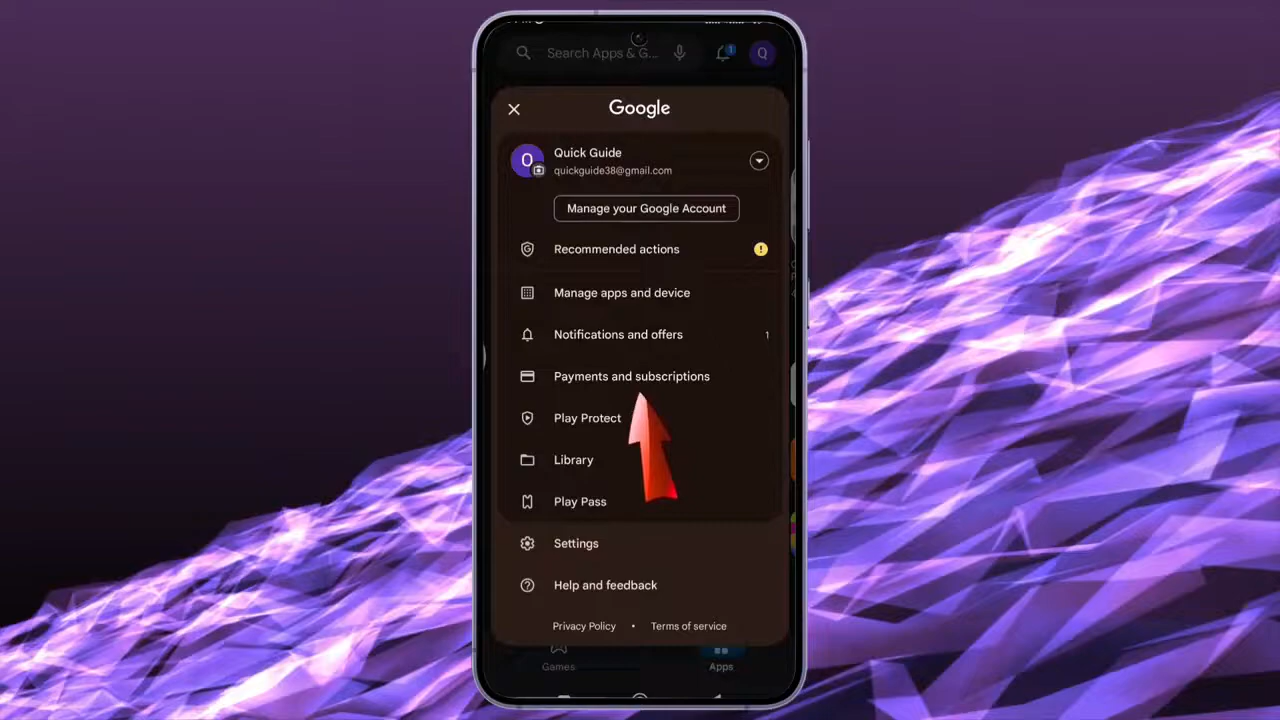 Search Apps & G...
1
Q
Google
Q
Quick Guide
quickguide38@gmail.com
Manage your Google Account
Recommended actions
!
Manage apps and device
Notifications and offers
1
Payments and subscriptions
Play Protect
Library
Play Pass
Settings
Help and feedback
Privacy Policy • Terms of service
Games
Apps